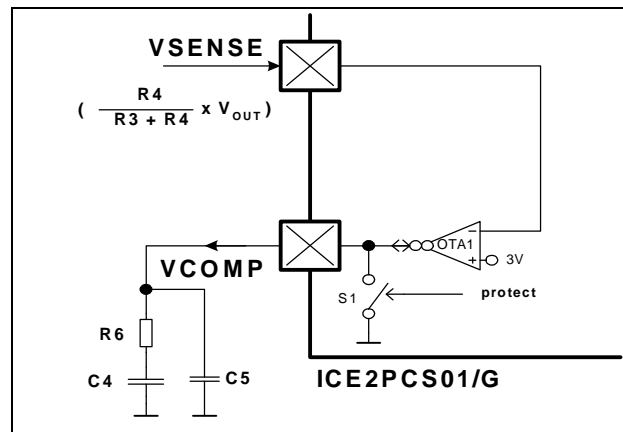 VSENSE
( R4
R3 + R4 x VOUT )
OTA1
−
+
3V
VCOMP
S1
protect
R6
C4
C5
ICE2PCS01/G